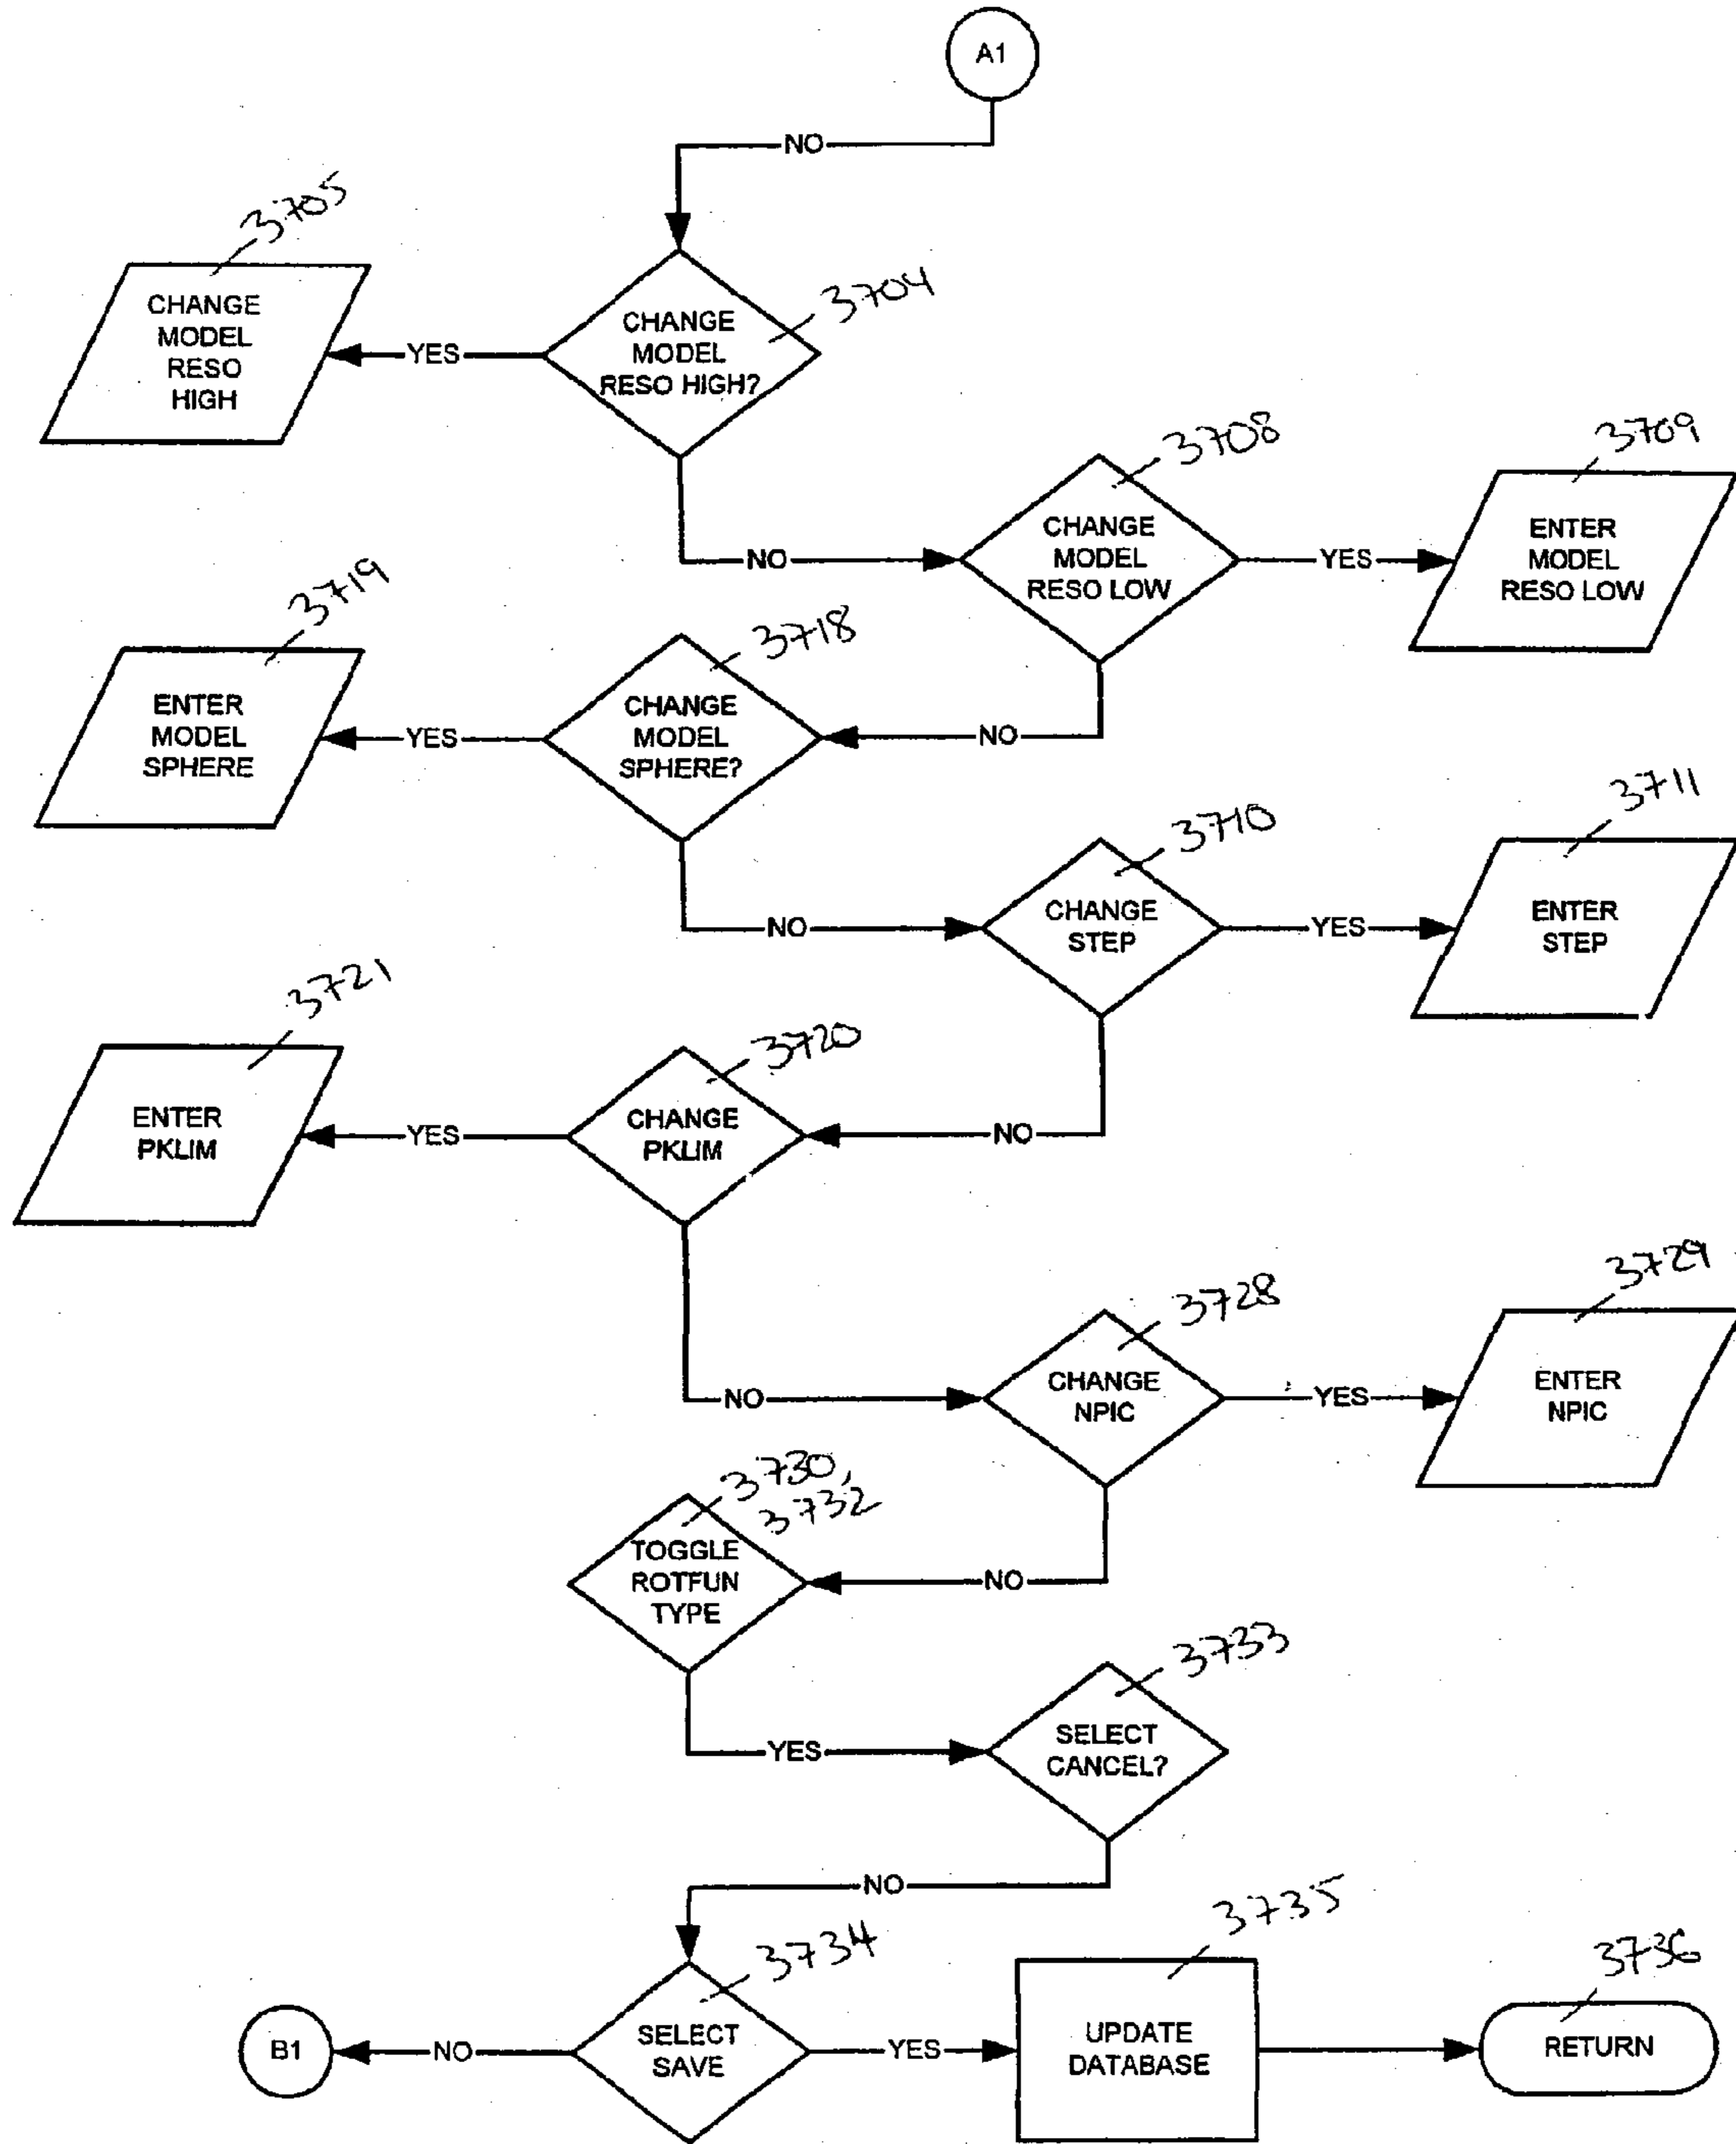 A1
NO
3705
CHANGE
MODEL
RESO
HIGH
YES
3704
CHANGE
MODEL
RESO HIGH?
NO
3708
CHANGE
MODEL
RESO LOW
YES
3709
ENTER
MODEL
RESO LOW
3719
ENTER
MODEL
SPHERE
YES
3718
CHANGE
MODEL
SPHERE?
NO
NO
3710
CHANGE
STEP
YES
3711
ENTER
STEP
3721
ENTER
PKLIM
YES
3720
CHANGE
PKLIM
NO
NO
3728
CHANGE
NPIC
YES
3729
ENTER
NPIC
3730,
3732
TOGGLE
ROTFUN
TYPE
NO
YES
3733
SELECT
CANCEL?
NO
B1
NO
3734
SELECT
SAVE
YES
3735
UPDATE
DATABASE
3736
RETURN